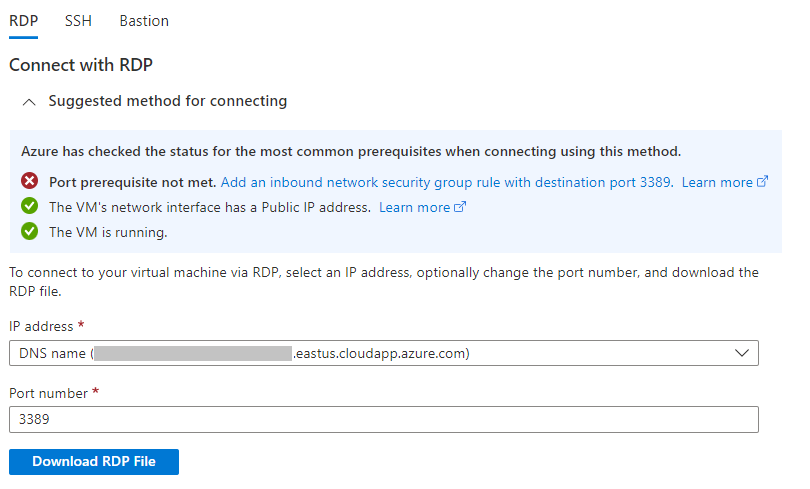 RDP SSH Bastion
Connect with RDP
Suggested method for connecting
Azure has checked the status for the most common prerequisites when connecting using this method.
Port prerequisite not met. Add an inbound network security group rule with destination port 3389. Learn more
The VM's network interface has a Public IP address. Learn more
The VM is running.
To connect to your virtual machine via RDP, select an IP address, optionally change the port number, and download the
RDP file.
IP address *
DNS name ( .eastus.cloudapp.azure.com)
Port number *
3389
Download RDP File